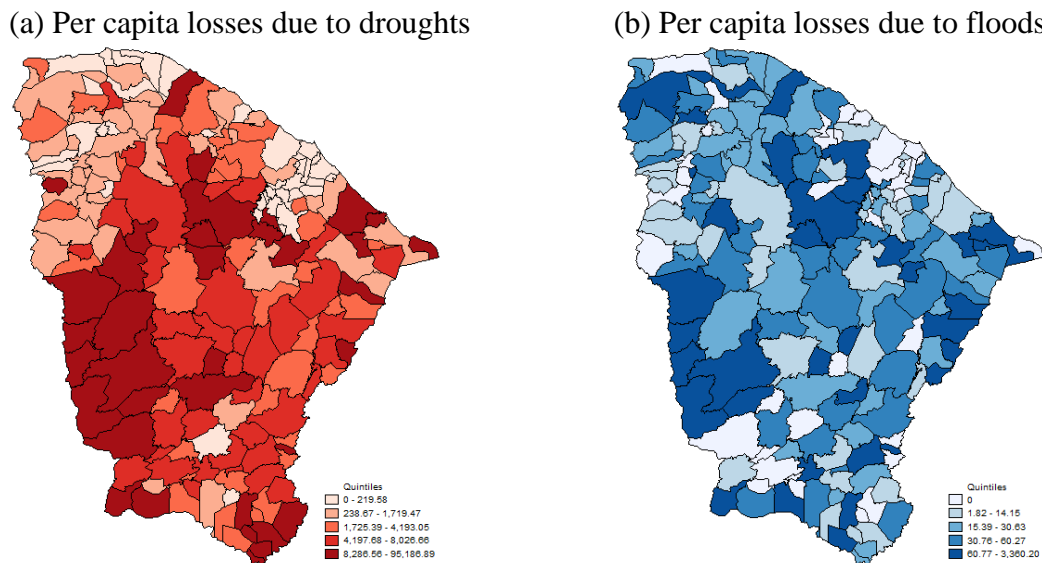 (a) Per capita losses due to droughts
(b) Per capita losses due to floods
Quintiles
0 - 219.58
238.67 - 1,719.47
1,725.39 - 4,193.05
4,197.68 - 8,026.66
8,286.56 - 95,186.89
Quintiles
0
1.82 - 14.15
15.39 - 30.63
30.76 - 60.27
60.77 - 3,360.20